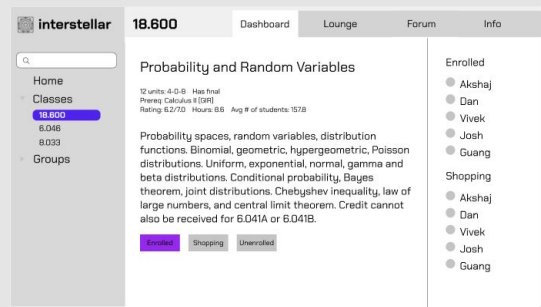 interstellar
18.600
Dashboard
Lounge
Forum
Info
Home
Classes
18.600
6.046
8.033
Groups
Probability and Random Variables
12 units: 4-0-8 Has final
Prereq: Calculus II [GIR]
Rating: 6.2/7.0 Hours: 8.6 Avg # of students: 157.8
Probability spaces, random variables, distribution
functions. Binomial, geometric, hypergeometric, Poisson
distributions. Uniform, exponential, normal, gamma and
beta distributions. Conditional probability, Bayes
theorem, joint distributions. Chebyshev inequality, law of
large numbers, and central limit theorem. Credit cannot
also be received for 6.041A or 6.041B.
Enrolled
Shopping
Unenrolled
Enrolled
Akshaj
Dan
Vivek
Josh
Guang
Shopping
Akshaj
Dan
Vivek
Josh
Guang